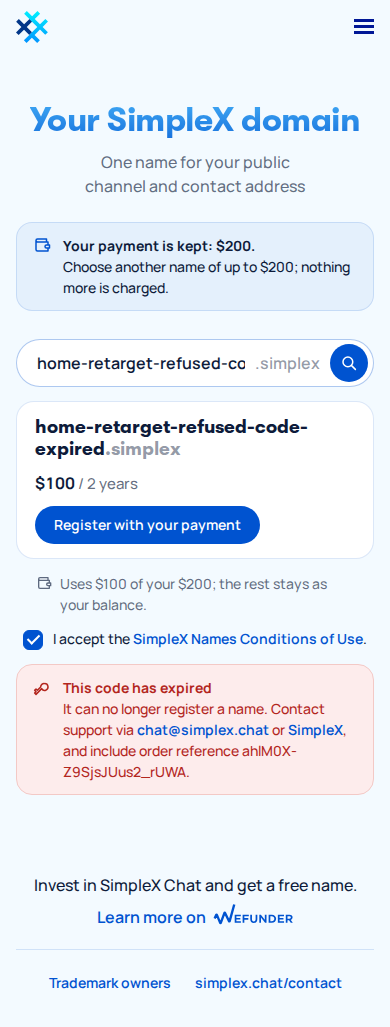 Your SimpleX domain
One name for your public
channel and contact address
Your payment is kept: $200.
Choose another name of up to $200; nothing
more is charged.
home-retarget-refused-co .simplex
home-retarget-refused-code-
expired.simplex
$100 / 2 years
Register with your payment
Uses $100 of your $200; the rest stays as
your balance.
I accept the SimpleX Names Conditions of Use.
This code has expired
It can no longer register a name. Contact
support via chat@simplex.chat or SimpleX,
and include order reference ahIM0X-
Z9SjsJUus2_rUWA.
Invest in SimpleX Chat and get a free name.
Learn more on WEFUNDER
Trademark owners simplex.chat/contact